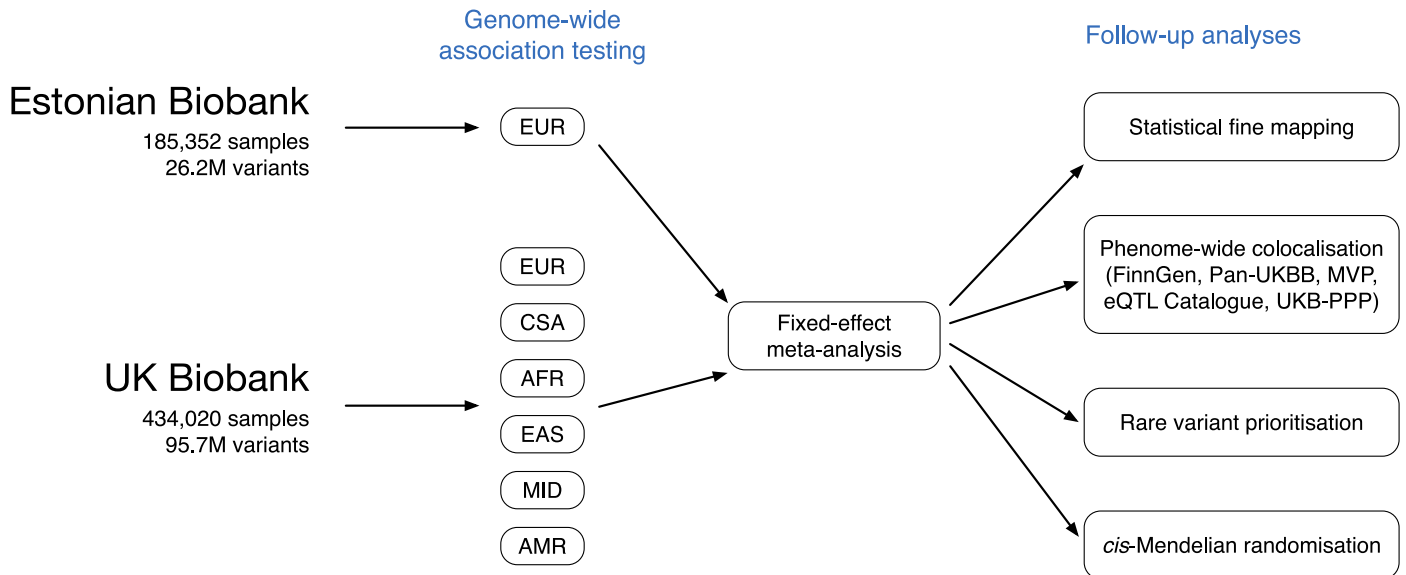 Genome-wide
association testing
Follow-up analyses
Estonian Biobank
185,352 samples
26.2M variants
EUR
UK Biobank
434,020 samples
95.7M variants
EUR
CSA
AFR
EAS
MID
AMR
Fixed-effect
meta-analysis
Statistical fine mapping
Phenome-wide colocalisation
(FinnGen, Pan-UKBB, MVP,
eQTL Catalogue, UKB-PPP)
Rare variant prioritisation
cis-Mendelian randomisation